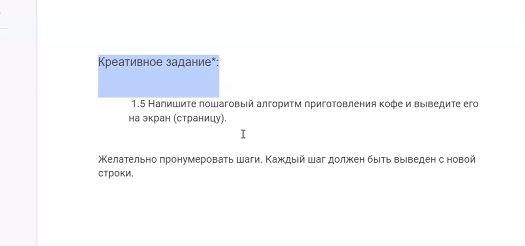 Креативное задание*:
1.5 Напишите пошаговый алгоритм приготовления кофе и выведите его
на экран (страницу).
Желательно пронумеровать шаги. Каждый шаг должен быть выведен с новой
строки.